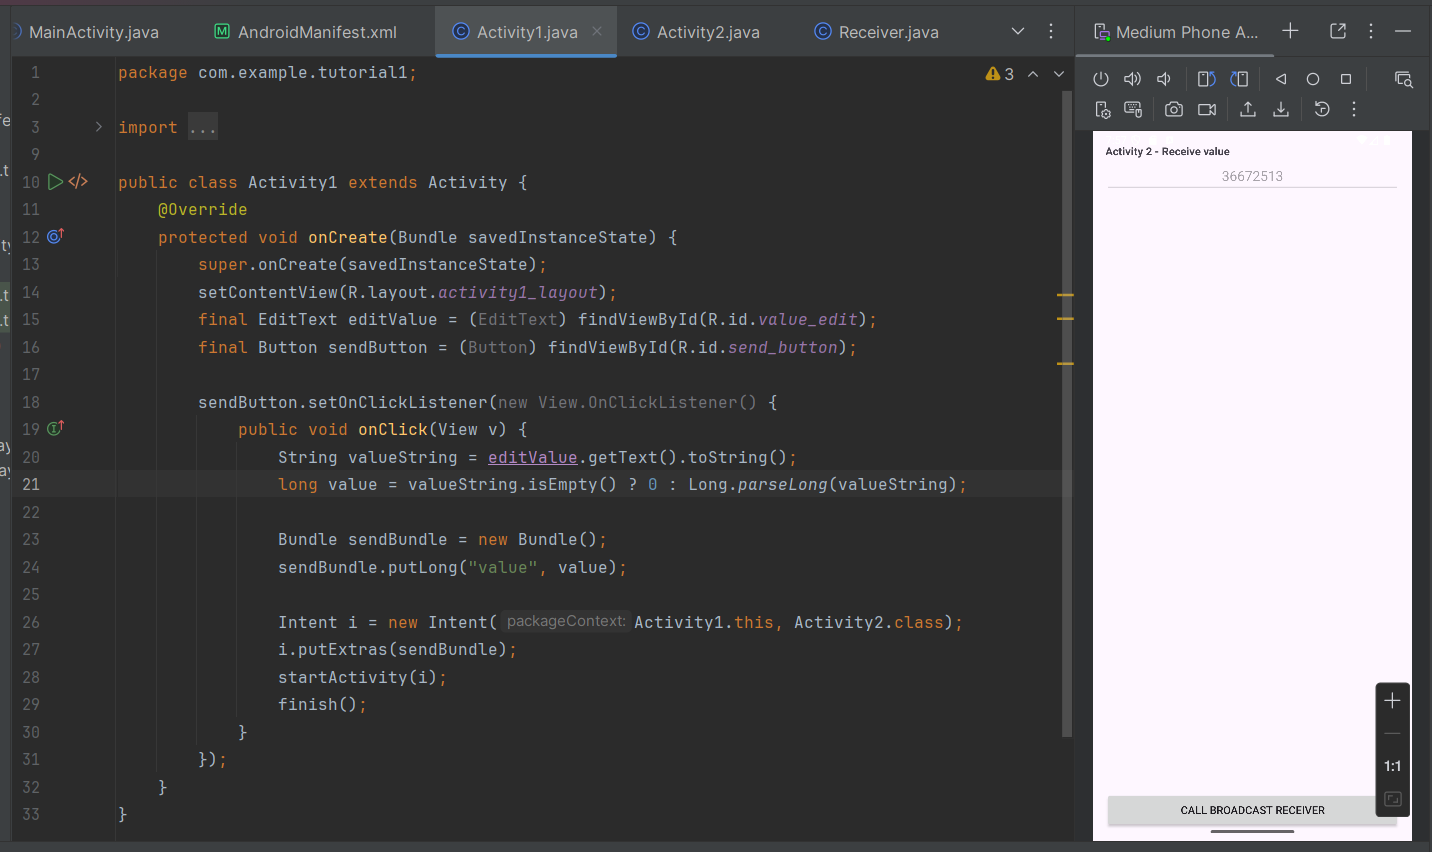 MainActivity.java AndroidManifest.xml Activity1.java Activity2.java Receiver.java Medium Phone A...
1 package com.example.tutorial1; 3
2
3 import ...
9
10 public class Activity1 extends Activity {
11 @Override
12 protected void onCreate(Bundle savedInstanceState) {
13 super.onCreate(savedInstanceState);
14 setContentView(R.layout.activity1_layout);
15 final EditText editValue = (EditText) findViewById(R.id.value_edit);
16 final Button sendButton = (Button) findViewById(R.id.send_button);
17
18 sendButton.setOnClickListener(new View.OnClickListener() {
19 public void onClick(View v) {
20 String valueString = editValue.getText().toString();
21 long value = valueString.isEmpty() ? 0 : Long.parseLong(valueString);
22
23 Bundle sendBundle = new Bundle();
24 sendBundle.putLong("value", value);
25
26 Intent i = new Intent( packageContext: Activity1.this, Activity2.class);
27 i.putExtras(sendBundle);
28 startActivity(i);
29 finish();
30 }
31 });
32 }
33 }
Activity 2 - Receive value
36672513
1:1
CALL BROADCAST RECEIVER